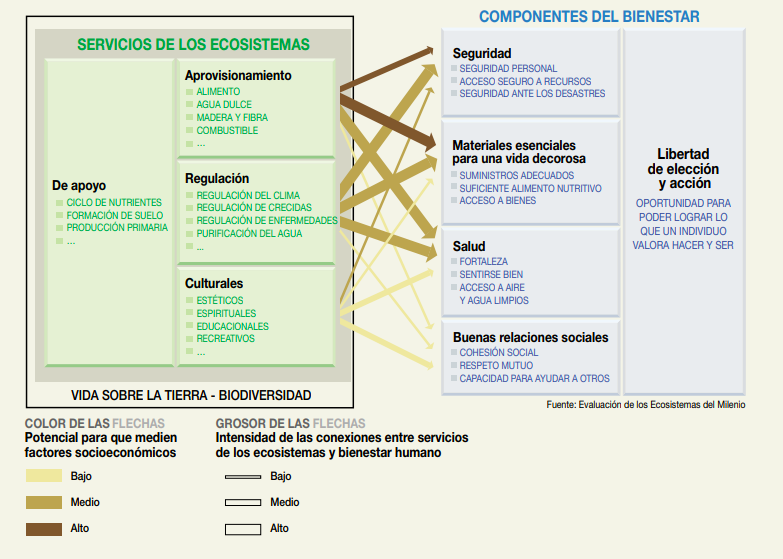 COMPONENTES DEL BIENESTAR
SERVICIOS DE LOS ECOSISTEMAS
De apoyo
CICLO DE NUTRIENTES
FORMACIÓN DE SUELO
PRODUCCIÓN PRIMARIA
...
Aprovisionamiento
ALIMENTO
AGUA DULCE
MADERA Y FIBRA
COMBUSTIBLE
...
Regulación
REGULACIÓN DEL CLIMA
REGULACIÓN DE CRECIDAS
REGULACIÓN DE ENFERMEDADES
PURIFICACIÓN DEL AGUA
...
Culturales
ESTÉTICOS
ESPIRITUALES
EDUCACIONALES
RECREATIVOS
...
VIDA SOBRE LA TIERRA - BIODIVERSIDAD
Seguridad
SEGURIDAD PERSONAL
ACCESO SEGURO A RECURSOS
SEGURIDAD ANTE LOS DESASTRES
Materiales esenciales
para una vida decorosa
SUMINISTROS ADECUADOS
SUFICIENTE ALIMENTO NUTRITIVO
ACCESO A BIENES
Salud
FORTALEZA
SENTIRSE BIEN
ACCESO A AIRE
Y AGUA LIMPIOS
Buenas relaciones sociales
COHESIÓN SOCIAL
RESPETO MUTUO
CAPACIDAD PARA AYUDAR A OTROS
Libertad
de elección
y acción
OPORTUNIDAD PARA
PODER LOGRAR LO
QUE UN INDIVIDUO
VALORA HACER Y SER
Fuente: Evaluación de los Ecosistemas del Milenio
COLOR DE LAS FLECHAS
Potencial para que medien
factores socioeconómicos
Bajo
Medio
Alto
GROSOR DE LAS FLECHAS
Intensidad de las conexiones entre servicios
de los ecosistemas y bienestar humano
Bajo
Medio
Alto